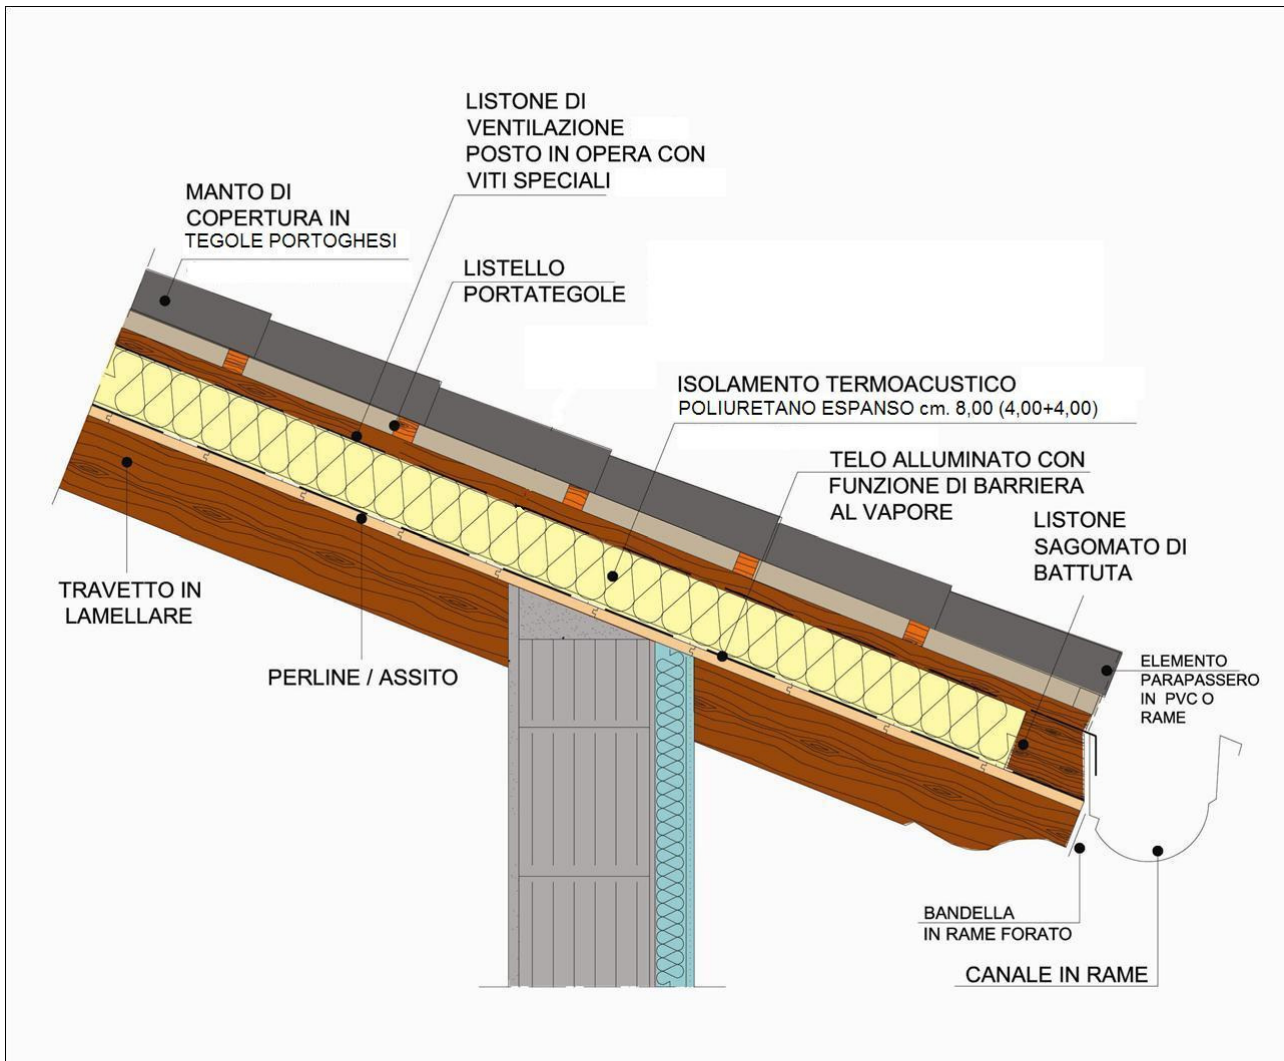 LISTONE DI
VENTILAZIONE
POSTO IN OPERA CON
VITI SPECIALI
MANTO DI
COPERTURA IN
TEGOLE PORTOGHESI
LISTELLO
PORTATEGOLE
ISOLAMENTO TERMOACUSTICO
POLIURETANO ESPANSO cm. 8,00 (4,00+4,00)
TELO ALLUMINATO CON
FUNZIONE DI BARRIERA
AL VAPORE
LISTONE
SAGOMATO DI
BATTUTA
TRAVETTO IN
LAMELLARE
PERLINE / ASSITO
ELEMENTO
PARAPASSERO
IN PVC O
RAME
BANDELLA
IN RAME FORATO
CANALE IN RAME